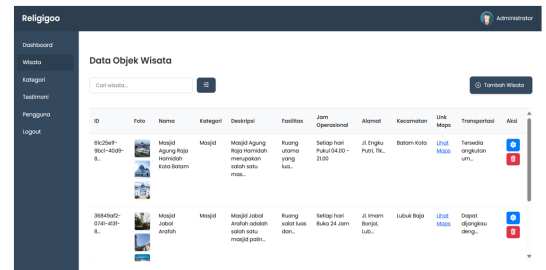 Religigoo
Administrator
Dashboard
Wisata
Kategori
Testimoni
Pengguna
Logout
Data Objek Wisata
Cari wisata...
Tambah Wisata
ID Foto Nama Kategori Deskripsi Fasilitas Jam Operasional Alamat Kecamatan Link Maps Transportasi Aksi
61c25e1f-
9bcf-40d9-
8...
Masjid
Agung Raja
Hamidah
Kota Batam
Masjid
Masjid Agung
Raja Hamidah
merupakan
salah satu
mas...
Ruang
utama
yang
lua...
Setiap hari
Pukul 04.00 -
21.00
Jl. Engku
Putri, Tlk...
Batam Kota
Lihat
Maps
Tersedia
angkutan
um...
36849af2-
0741-413f-
8...
Masjid
Jabal
Arafah
Masjid
Masjid Jabal
Arafah adalah
salah satu
masjid palin...
Ruang
salat luas
dan...
Setiap hari
Buka 24 Jam
Jl. Imam
Bonjol,
Lub...
Lubuk Baja
Lihat
Maps
Dapat
dijangkau
deng...